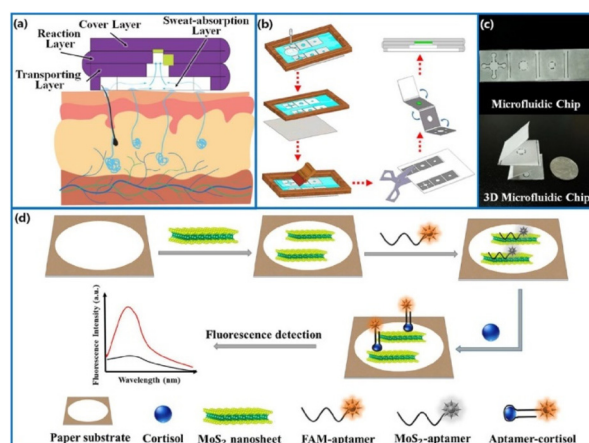 (a)
Cover Layer
Sweat-absorption
Layer
Reaction
Layer
Transporting
Layer
(b)
(c)
Microfluidic Chip
3D Microfluidic Chip
(d)
Fluorescence Intensity (a.u.)
Wavelength (nm)
Fluorescence detection
Paper substrate
Cortisol
MoS2 nanosheet
FAM-aptamer
MoS2-aptamer
Aptamer-cortisol